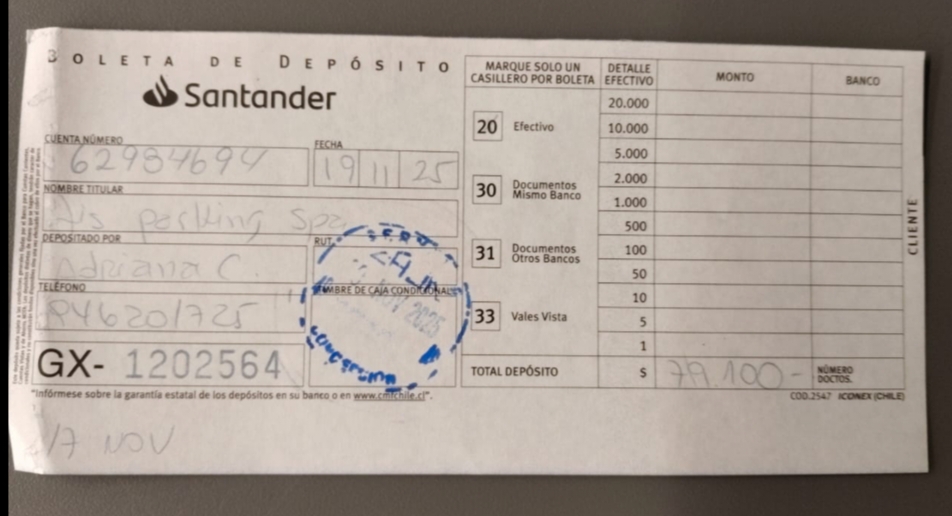 BOLETA DE DEPÓSITO
Santander
CUENTA NÚMERO
62984694
FECHA
19 11 25
NOMBRE TITULAR
parking Spa
DEPOSITADO POR
RUT
Adriana C.
TELÉFONO
TIMBRE DE CAJA CONDICIONAL
CAJA
NOV 2025
GX- 1202564
"Infórmese sobre la garantía estatal de los depósitos en su banco o en www.cmfchile.cl".
17 NOV
MARQUE SOLO UN
CASILLERO POR BOLETA
20 Efectivo
30 Documentos
Mismo Banco
31 Documentos
Otros Bancos
33 Vales Vista
DETALLE
EFECTIVO
MONTO
BANCO
20.000
10.000
5.000
2.000
1.000
500
100
50
10
5
1
TOTAL DEPÓSITO $ 79.100-
NÚMERO
DOCTOS.
COD.2547 ICONEX (CHILE)
CLIENTE